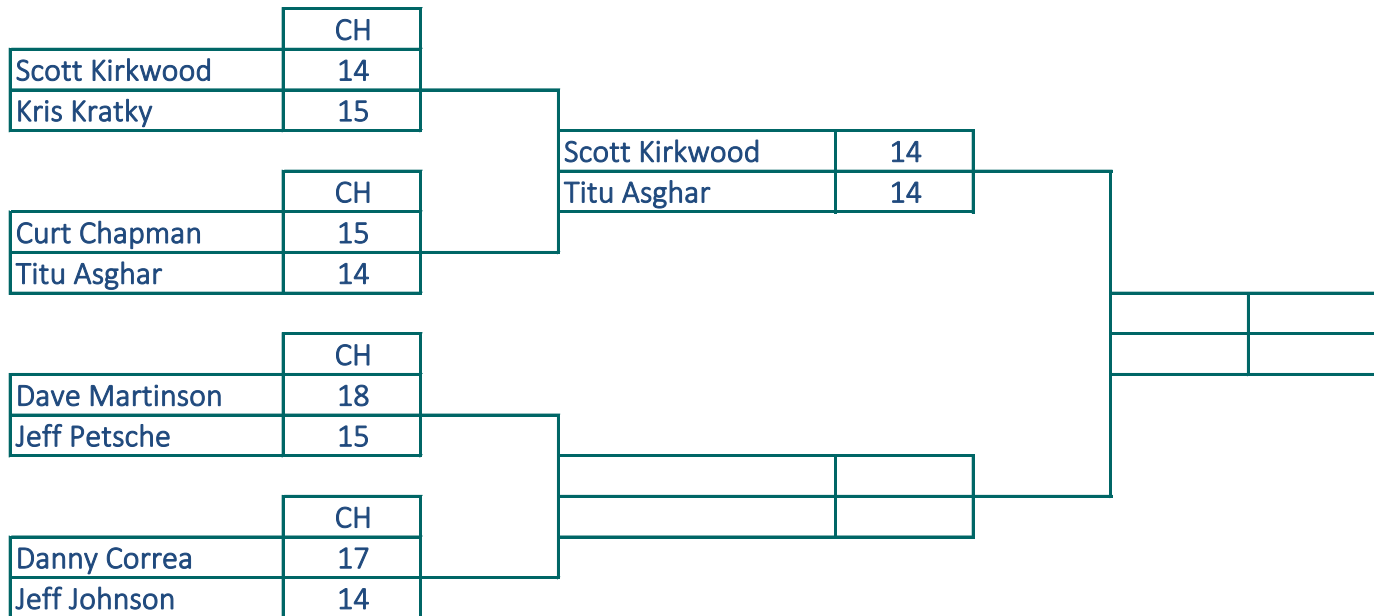 CH
Scott Kirkwood 14
Kris Kratky 15
Scott Kirkwood 14
Titu Asghar 14
CH
Curt Chapman 15
Titu Asghar 14
CH
Dave Martinson 18
Jeff Petsche 15
CH
Danny Correa 17
Jeff Johnson 14